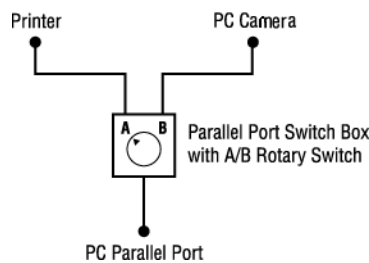 Printer
PC Camera
A B
Parallel Port Switch Box
with A/B Rotary Switch
PC Parallel Port